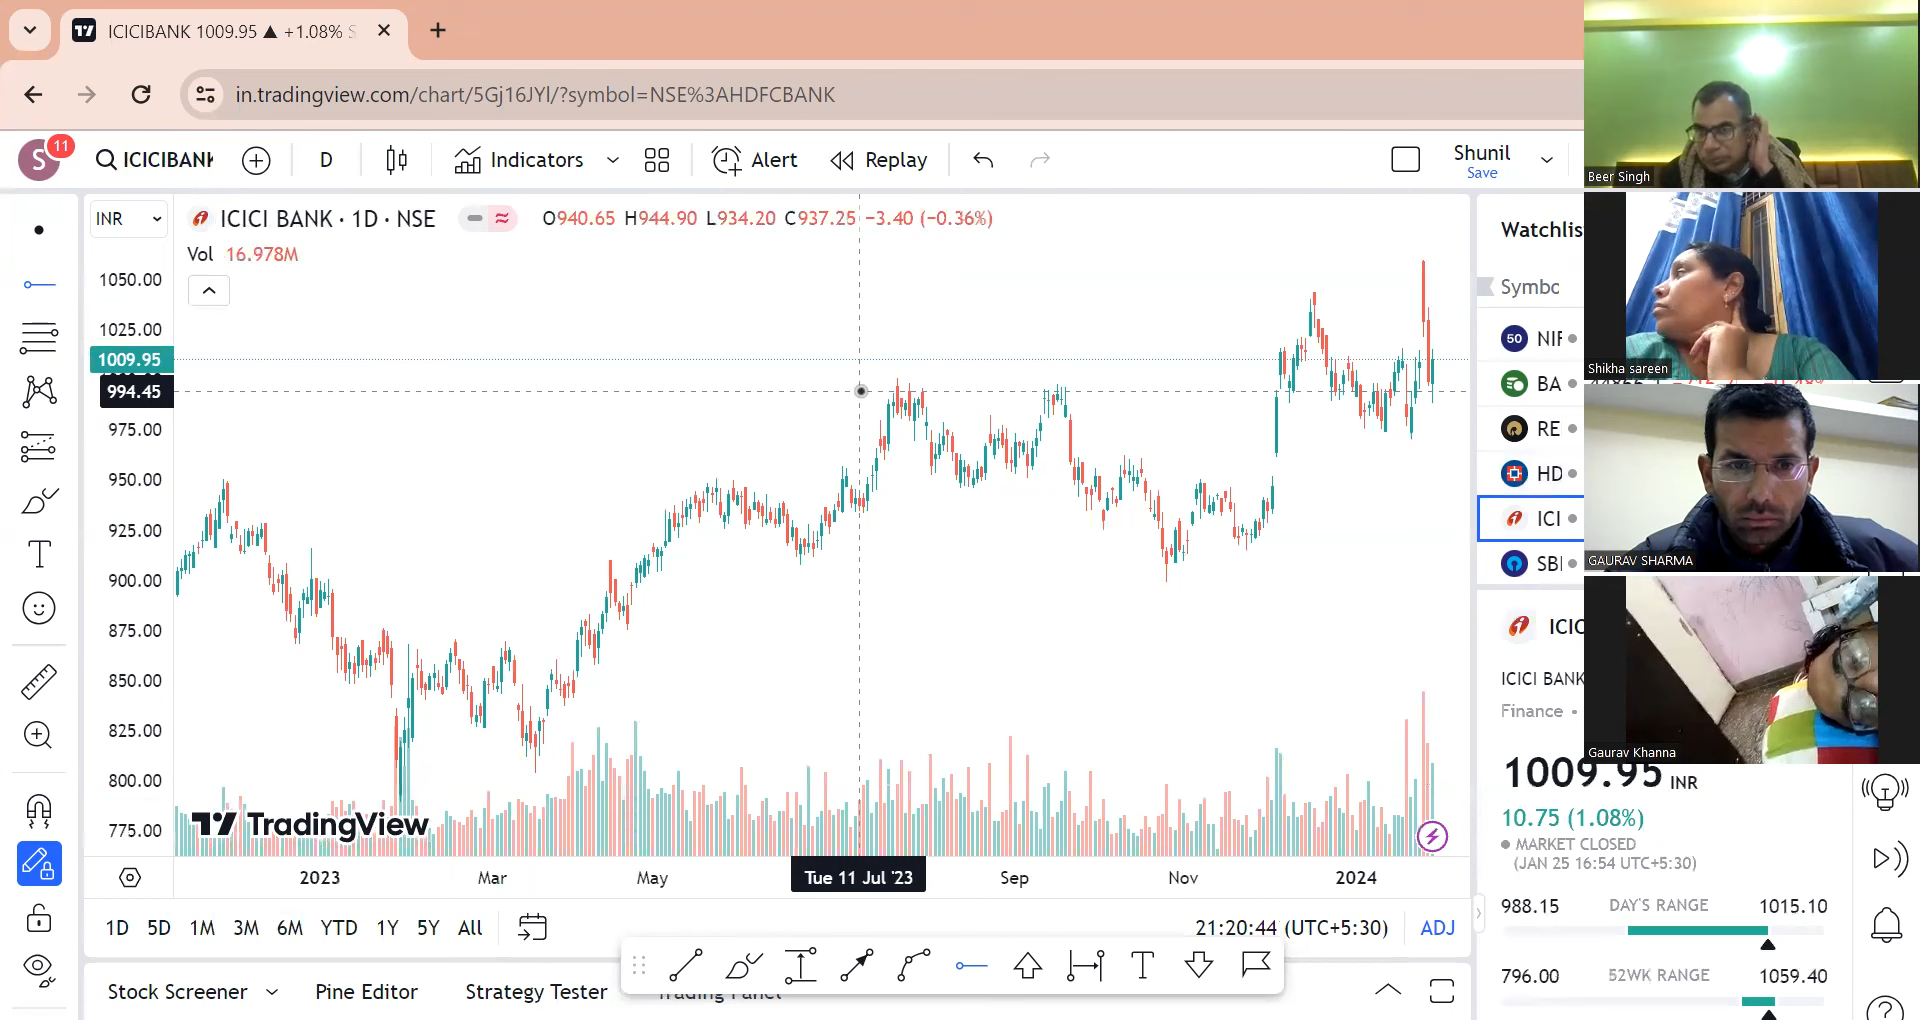 ICICIBANK 1009.95 ▲ +1.08%
in.tradingview.com/chart/5Gj16JYl/?symbol=NSE%3AHDFCBANK
S 11 ICICIBANK D Indicators Alert Replay Shunil
Save
INR ICICI BANK · 1D · NSE O940.65 H944.90 L934.20 C937.25 −3.40 (−0.36%)
Vol 16.978M
1050.00
1025.00
1009.95
994.45
975.00
950.00
925.00
900.00
875.00
850.00
825.00
800.00
775.00
TradingView
2023 Mar May Tue 11 Jul '23 Sep Nov 2024
1D 5D 1M 3M 6M YTD 1Y 5Y All 21:20:44 (UTC+5:30) ADJ
Stock Screener Pine Editor Strategy Tester Trading Panel
Watchlis
Symbo
50 NIF
BA
RE
HD
ICI
SBI
ICIC
ICICI BANK
Finance
1009.95 INR
10.75 (1.08%)
MARKET CLOSED
(JAN 25 16:54 UTC+5:30)
988.15 DAY'S RANGE 1015.10
796.00 52WK RANGE 1059.40
Beer Singh
Shikha sareen
GAURAV SHARMA
Gaurav Khanna